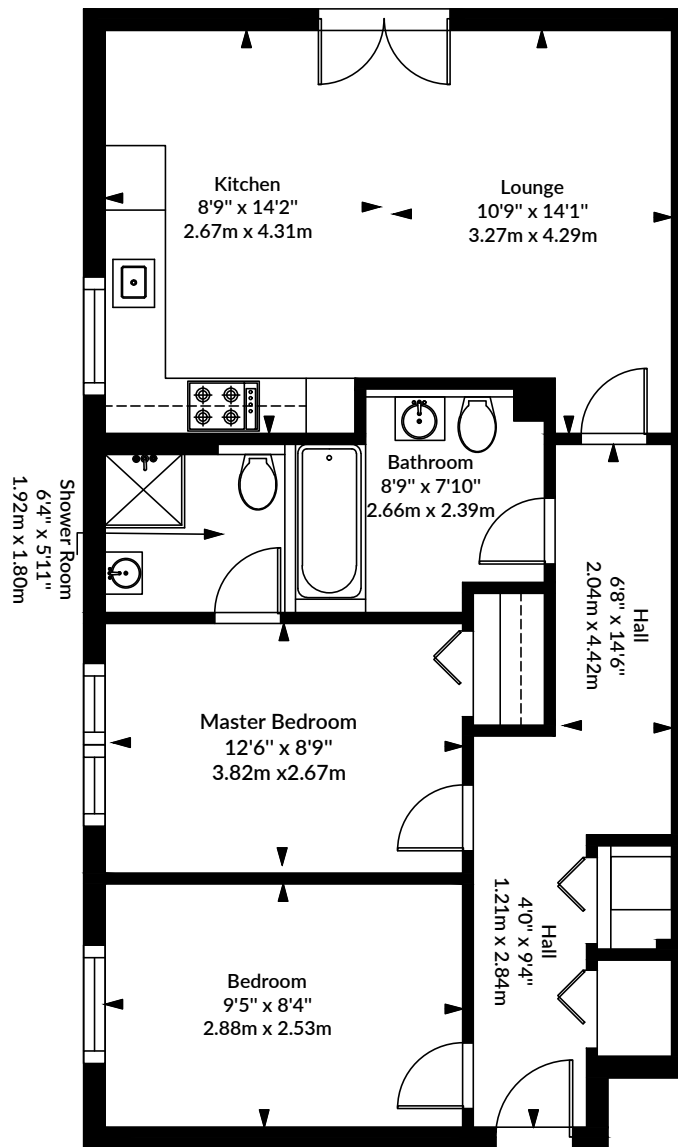 Kitchen
8'9" x 14'2"
2.67m x 4.31m
Lounge
10'9" x 14'1"
3.27m x 4.29m
Bathroom
8'9" x 7'10"
2.66m x 2.39m
Shower Room
6'4" x 5'11"
1.92m x 1.80m
Hall
6'8" x 14'6"
2.04m x 4.42m
Master Bedroom
12'6" x 8'9"
3.82m x2.67m
Hall
4'0" x 9'4"
1.21m x 2.84m
Bedroom
9'5" x 8'4"
2.88m x 2.53m